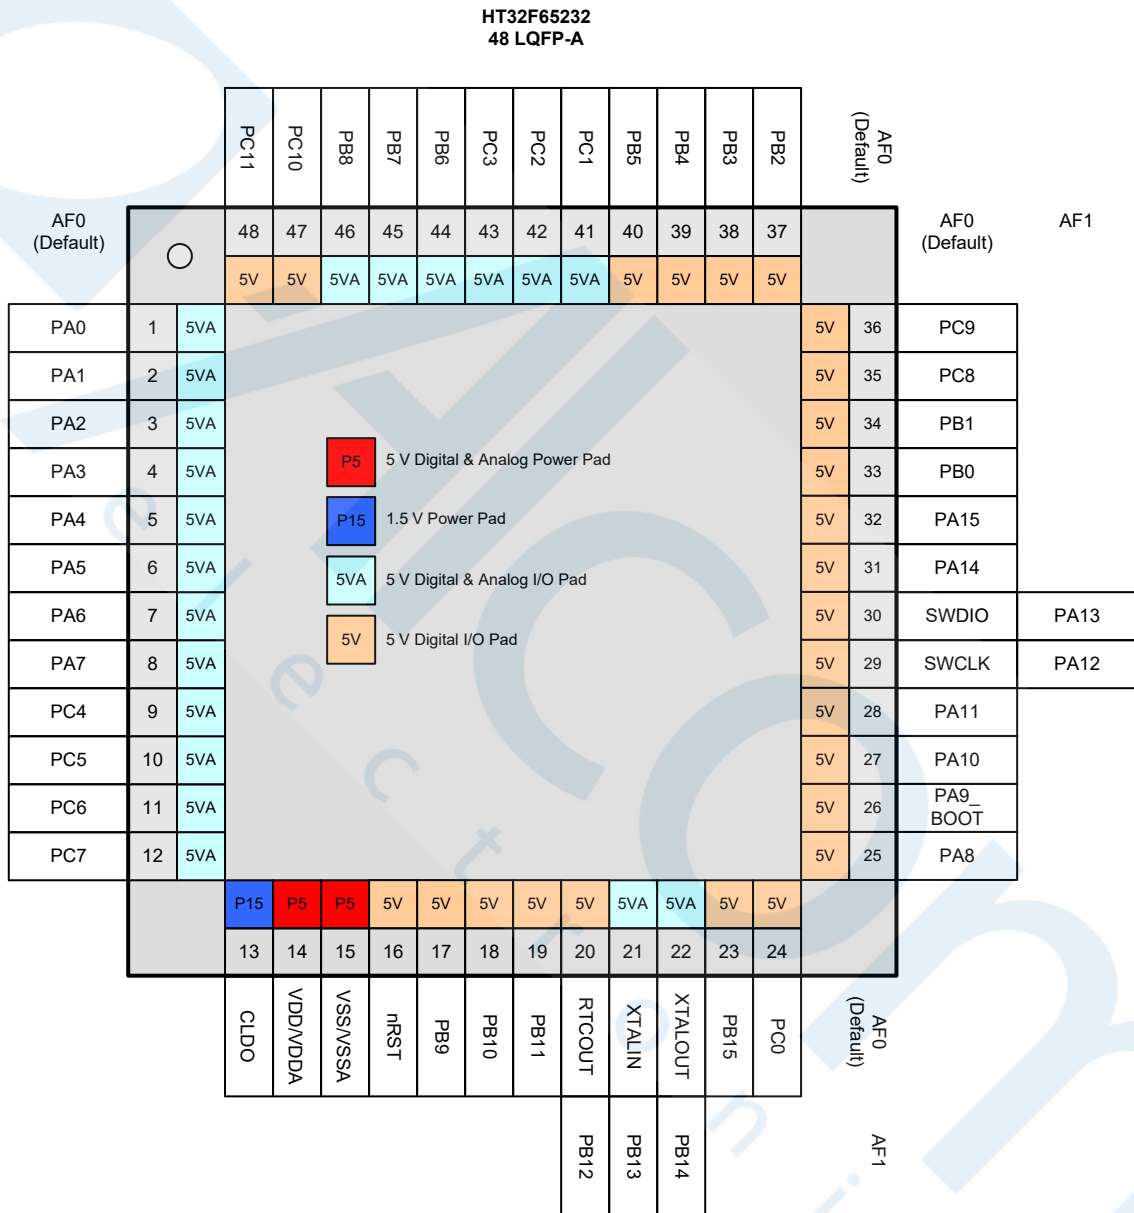 HT32F65232
48 LQFP-A
PC11 PC10 PB8 PB7 PB6 PC3 PC2 PC1 PB5 PB4 PB3 PB2
AF0
(Default)
AF0
(Default)
48 47 46 45 44 43 42 41 40 39 38 37
AF0
(Default)
AF1
5V 5V 5VA 5VA 5VA 5VA 5VA 5VA 5V 5V 5V 5V
PA0 1 5VA 5V 36 PC9
PA1 2 5VA 5V 35 PC8
PA2 3 5VA 5V 34 PB1
PA3 4 5VA P5 5 V Digital & Analog Power Pad 5V 33 PB0
PA4 5 5VA P15 1.5 V Power Pad 5V 32 PA15
PA5 6 5VA 5VA 5 V Digital & Analog I/O Pad 5V 31 PA14
PA6 7 5VA 5V 5 V Digital I/O Pad 5V 30 SWDIO PA13
PA7 8 5VA 5V 29 SWCLK PA12
PC4 9 5VA 5V 28 PA11
PC5 10 5VA 5V 27 PA10
PC6 11 5VA 5V 26 PA9_
BOOT
PC7 12 5VA 5V 25 PA8
P15 P5 P5 5V 5V 5V 5V 5V 5VA 5VA 5V 5V
13 14 15 16 17 18 19 20 21 22 23 24
CLDO VDD/VDDA VSS/VSSA nRST PB9 PB10 PB11 RTCOUT XTALIN XTALOUT PB15 PC0
AF0
(Default)
PB12 PB13 PB14 AF1